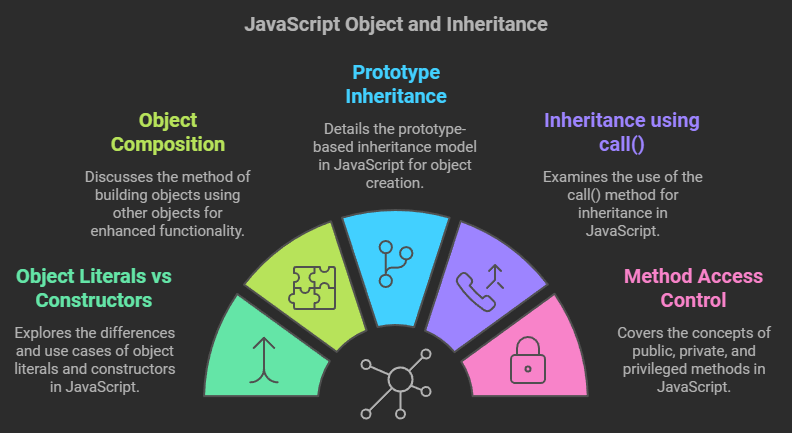 JavaScript Object and Inheritance
Prototype
Inheritance
Details the prototype-
based inheritance model
in JavaScript for object
creation.
Object
Composition
Discusses the method of
building objects using
other objects for
enhanced functionality.
Inheritance using
call()
Examines the use of the
call() method for
inheritance in
JavaScript.
Object Literals vs
Constructors
Explores the differences
and use cases of object
literals and constructors
in JavaScript.
Method Access
Control
Covers the concepts of
public, private, and
privileged methods in
JavaScript.